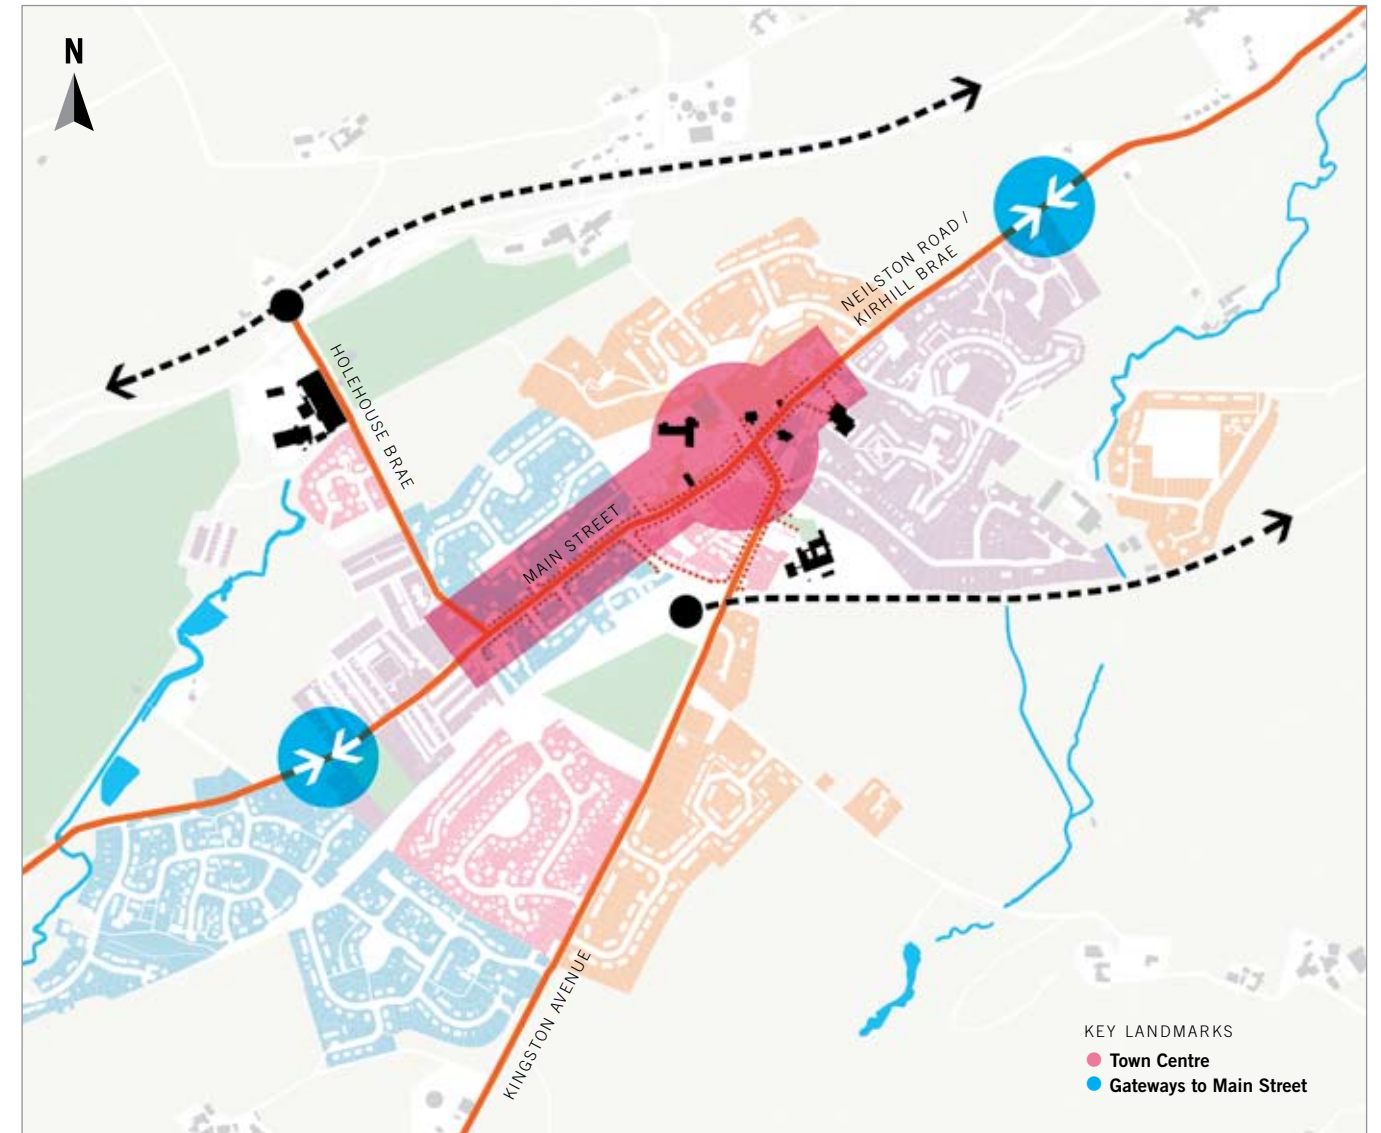 N
NEILSTON ROAD /
KIRHILL BRAE
HOLEHOUSE BRAE
MAIN STREET
KINGSTON AVENUE
KEY LANDMARKS
Town Centre
Gateways to Main Street